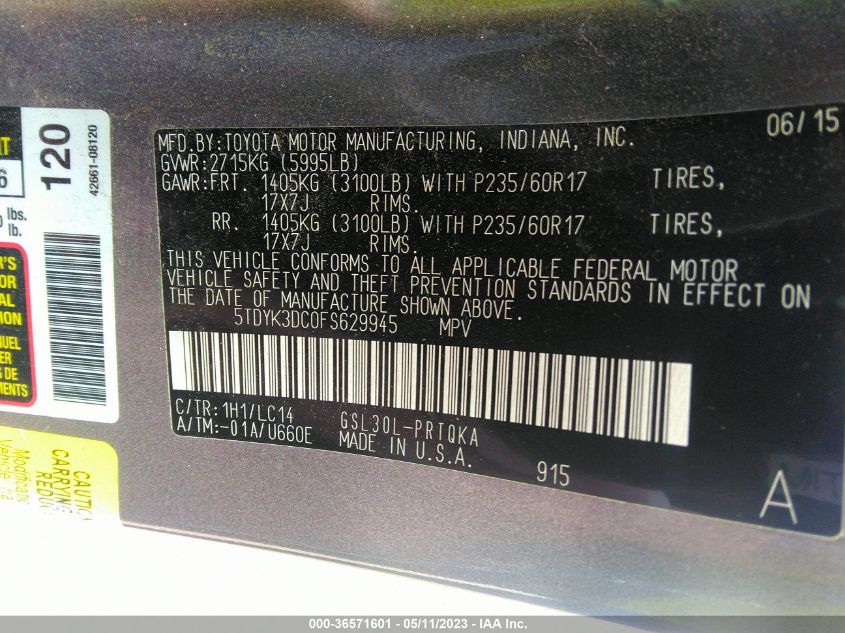 MFD.BY:TOYOTA MOTOR MANUFACTURING, INDIANA, INC. 06/15
GVWR:2715KG (5995LB)
GAWR:FRT. 1405KG (3100LB) WITH P235/60R17 TIRES,
17X7J RIMS.
RR. 1405KG (3100LB) WITH P235/60R17 TIRES,
17X7J RIMS.
THIS VEHICLE CONFORMS TO ALL APPLICABLE FEDERAL MOTOR
VEHICLE SAFETY AND THEFT PREVENTION STANDARDS IN EFFECT ON
THE DATE OF MANUFACTURE SHOWN ABOVE.
5TDYK3DC0FS629945 MPV
C/TR:1H1/LC14 GSL30L-PRTQKA
A/TM:-01A/U660E MADE IN U.S.A.
915
A
120
42661-08120
lbs.
lb.
CAUTION
CARRYING
Modificati
Vehicle
000-36571601 - 05/11/2023 - IAA Inc.